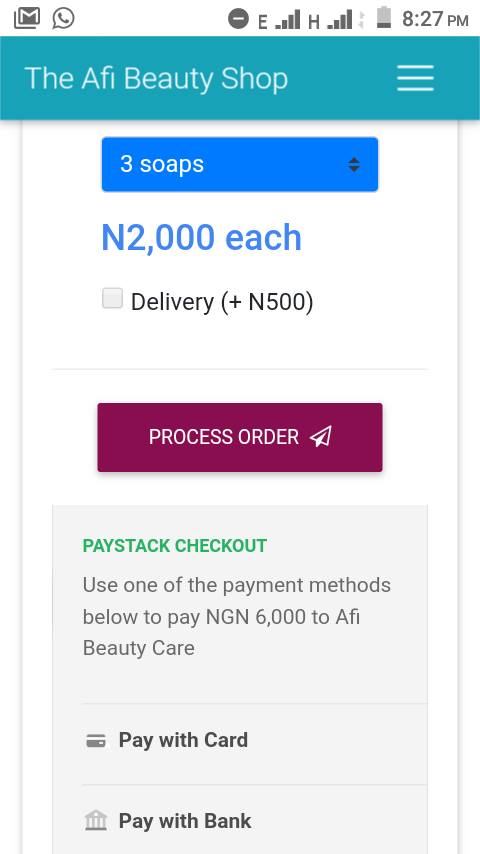 E H 8:27 PM
The Afi Beauty Shop
3 soaps
N2,000 each
Delivery (+ N500)
PROCESS ORDER
PAYSTACK CHECKOUT
Use one of the payment methods
below to pay NGN 6,000 to Afi
Beauty Care
Pay with Card
Pay with Bank